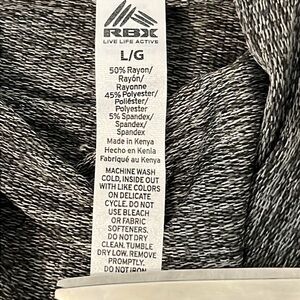 RBX
LIVE LIFE ACTIVE
L/G
50% Rayon/
Rayón/
Rayonne
45% Polyester/
Poliéster/
Polyester
5% Spandex/
Spandex/
Spandex
Made in Kenya
Hecho en Kenia
Fabriqué au Kenya
MACHINE WASH
COLD, INSIDE OUT
WITH LIKE COLORS
ON DELICATE
CYCLE. DO NOT
USE BLEACH
OR FABRIC
SOFTENERS.
DO NOT DRY
CLEAN. TUMBLE
DRY LOW. REMOVE
PROMPTLY.
DO NOT IRON